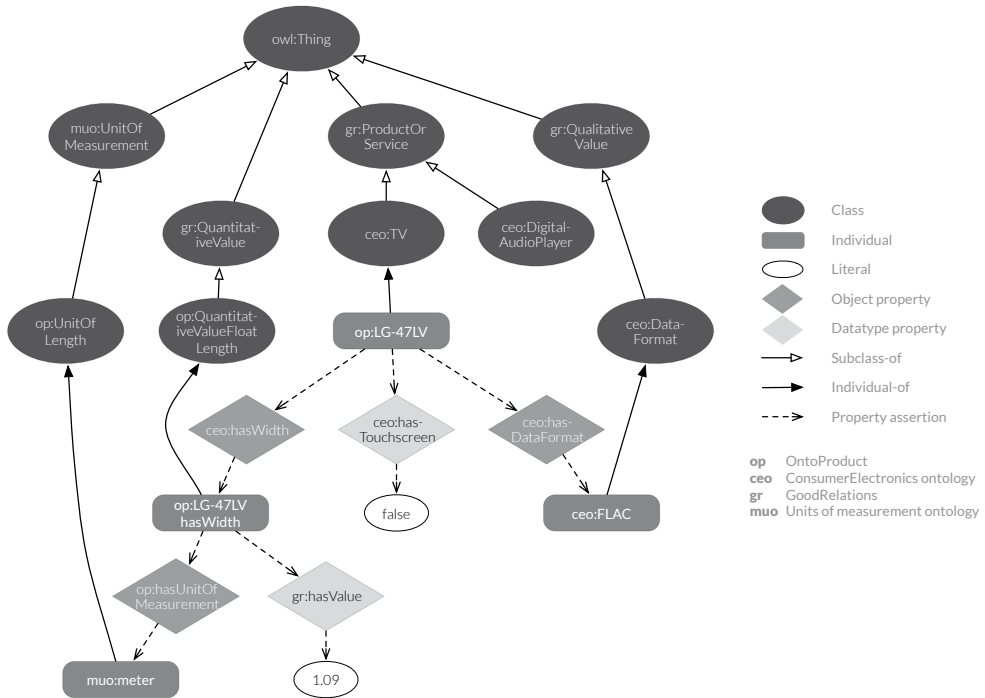 owl:Thing
muo:UnitOf
Measurement
gr:ProductOr
Service
gr:Qualitative
Value
gr:Quantitat-
iveValue
ceo:TV
ceo:Digital-
AudioPlayer
op:UnitOf
Length
op:Quantitat-
iveValueFloat
Length
op:LG-47LV
ceo:Data-
Format
ceo:hasWidth
ceo:has-
Touchscreen
ceo:has-
DataFormat
op:LG-47LV
hasWidth
false
ceo:FLAC
op:hasUnitOf
Measurement
gr:hasValue
muo:meter
1.09
Class
Individual
Literal
Object property
Datatype property
Subclass-of
Individual-of
Property assertion
op OntoProduct
ceo ConsumerElectronics ontology
gr GoodRelations
muo Units of measurement ontology